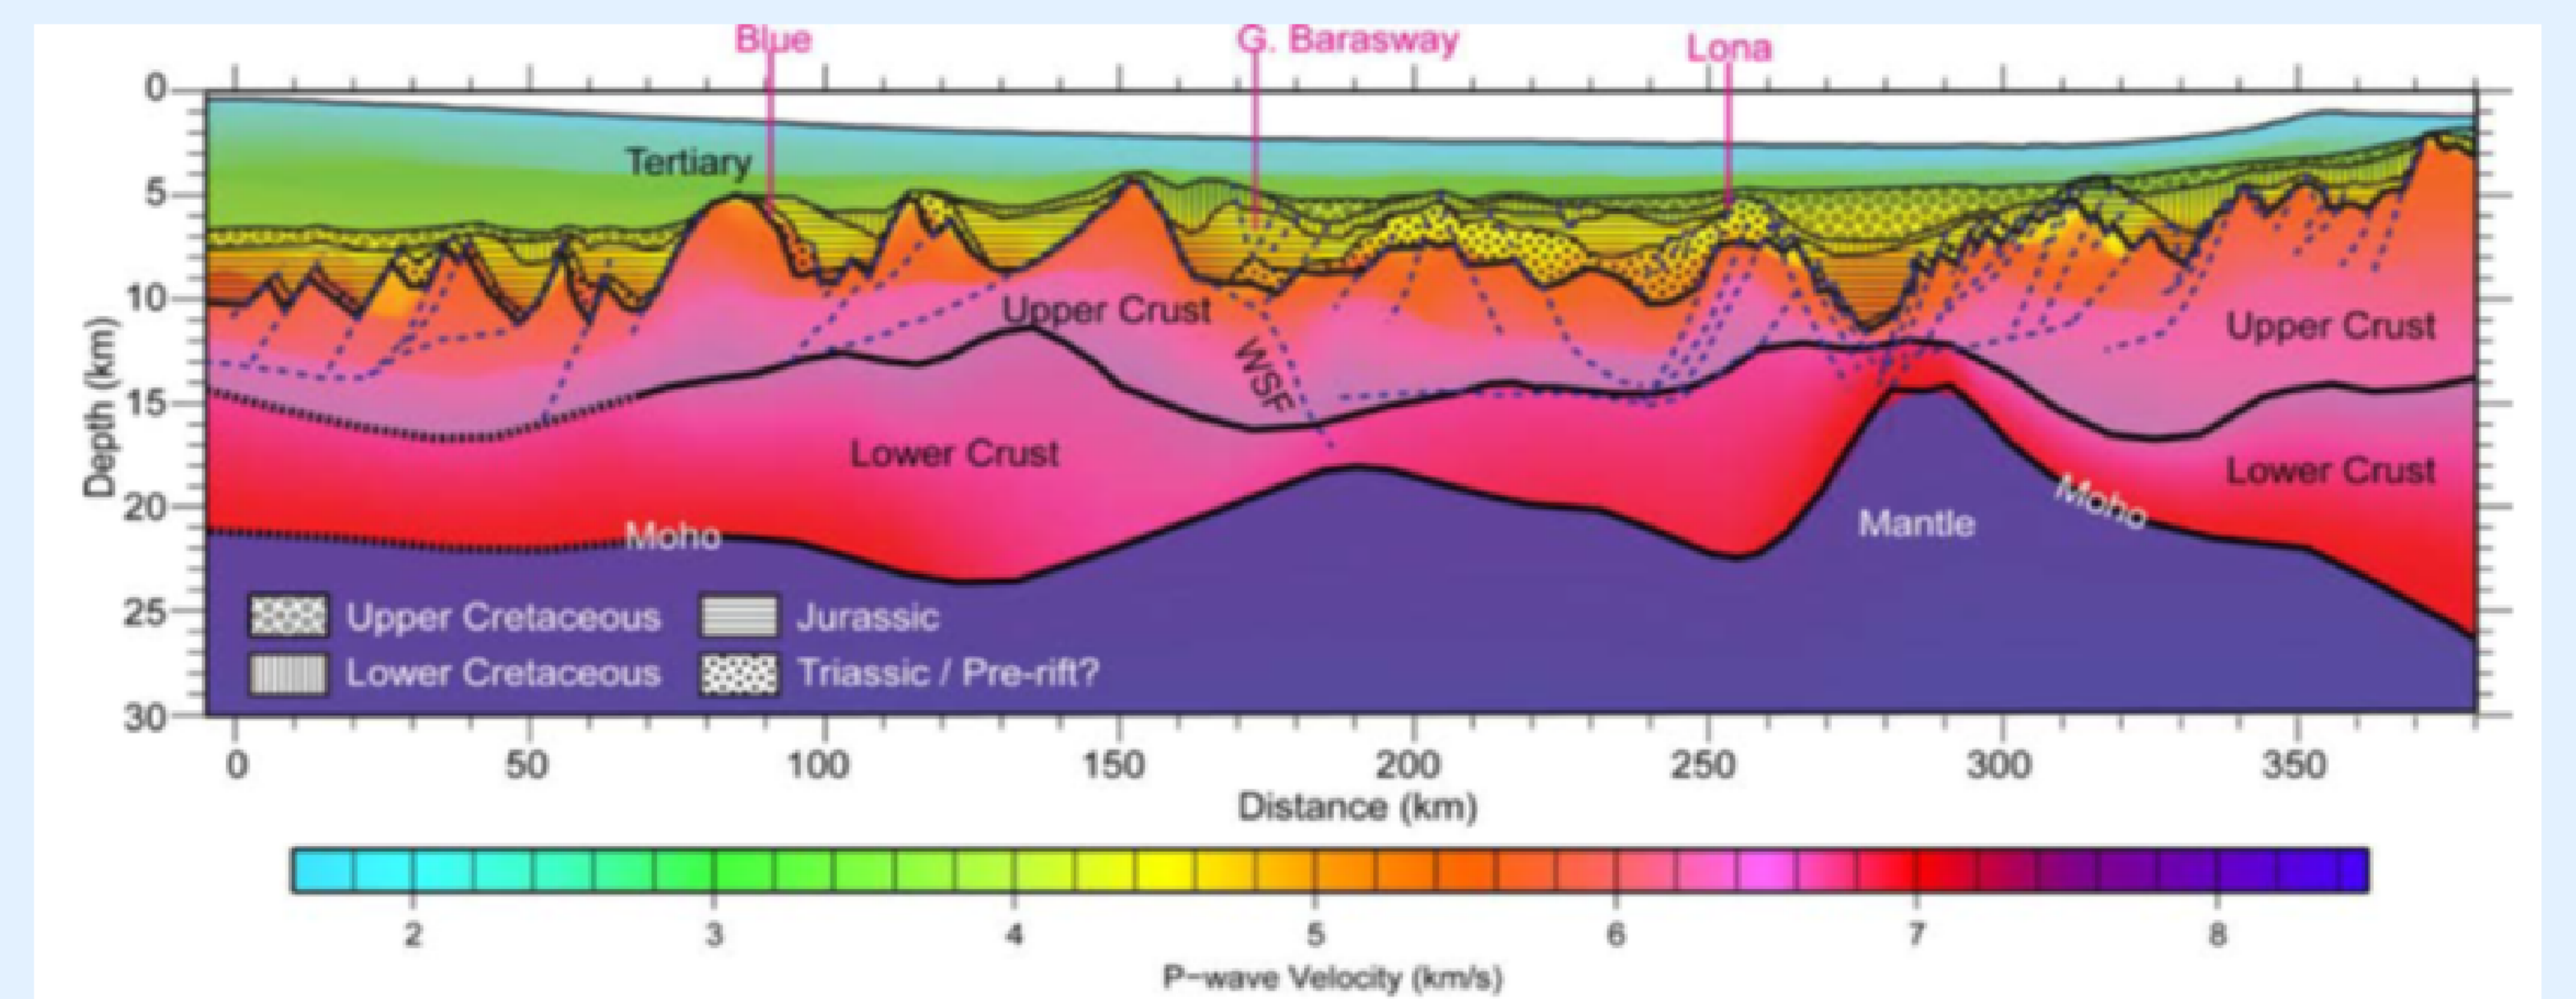 Blue
G. Barasway
Lona
0
5
10
15
20
25
30
Depth (km)
Tertiary
Upper Crust
WSF
Upper Crust
Lower Crust
Lower Crust
Moho
Moho
Mantle
Upper Cretaceous
Jurassic
Lower Cretaceous
Triassic / Pre-rift?
0 50 100 150 200 250 300 350
Distance (km)
2 3 4 5 6 7 8
P-wave Velocity (km/s)